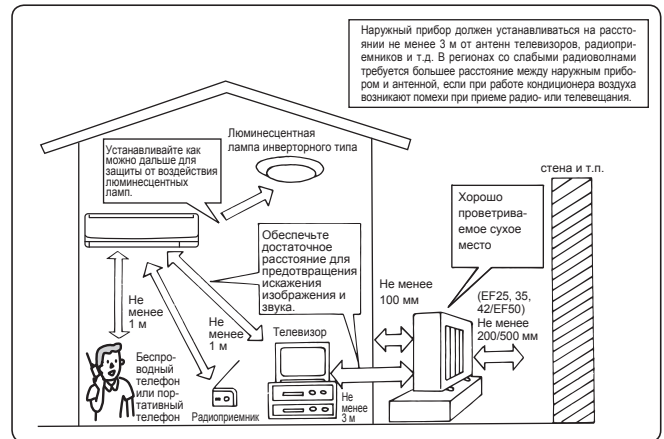 Наружный прибор должен устанавливаться на рассто-
янии не менее 3 м от антенн телевизоров, радиопри-
емников и т.д. В регионах со слабыми радиоволнами
требуется большее расстояние между наружным прибо-
ром и антенной, если при работе кондиционера воздуха
возникают помехи при приеме радио- или телевещания.
Люминесцентная
лампа инверторного типа
Устанавливайте как
можно дальше для
защиты от воздействия
люминесцентных
ламп.
стена и т.п.
Хорошо
проветрива-
емое сухое
место
Обеспечьте
достаточное
расстояние для
предотвращения
искажения
изображения и
звука.
Не менее
100 мм
(EF25, 35,
42/EF50)
Не менее
200/500 мм
Не
менее
1 м
Не
менее
1 м
Телевизор
Беспро-
водный
телефон
или пор-
тативный
телефон
Радиоприемник
Не
менее
3 м